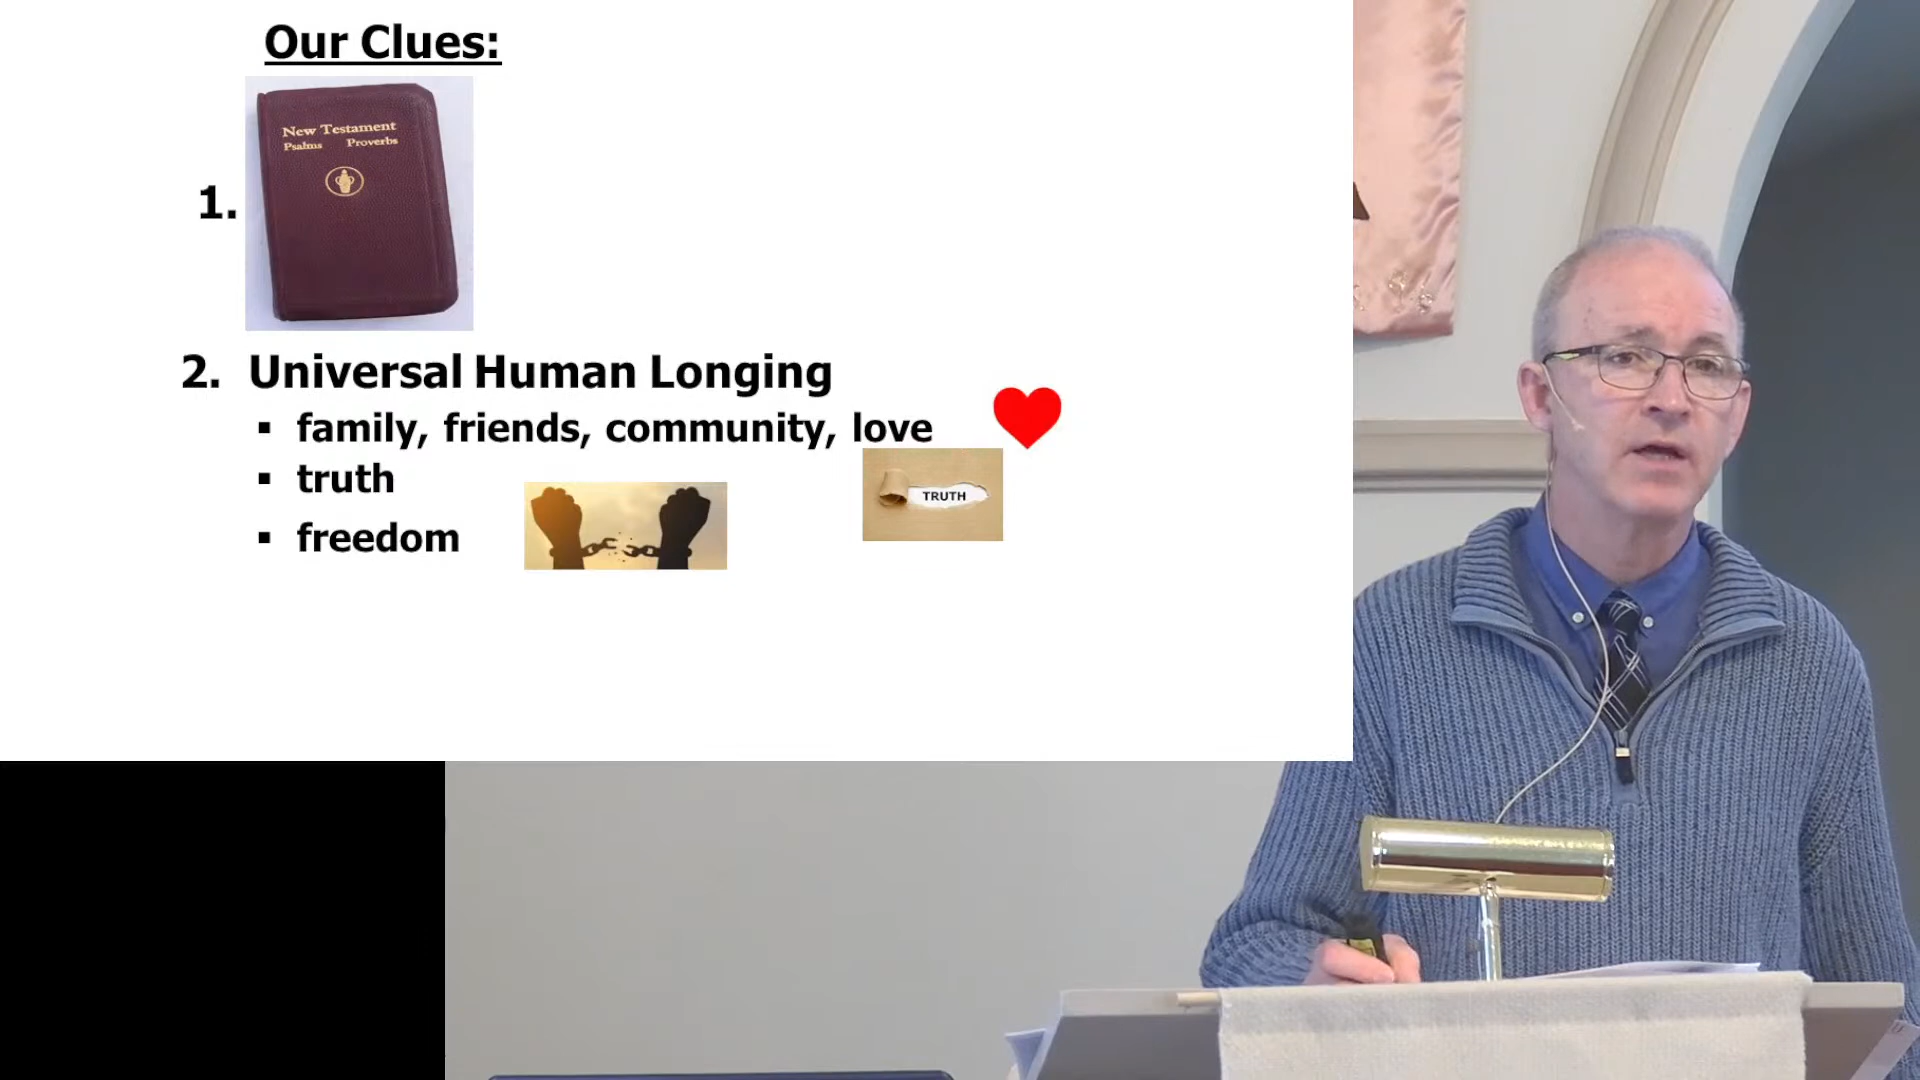 Our Clues:
New Testament
Psalms Proverbs
1.
2. Universal Human Longing
▪ family, friends, community, love
▪ truth
TRUTH
▪ freedom